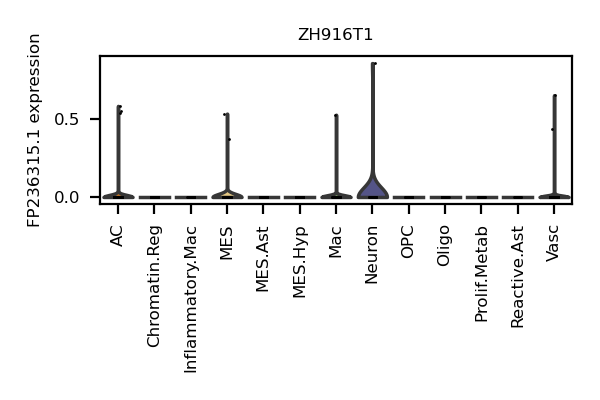 ZH916T1
FP236315.1 expression
0.5
0.0
AC
Chromatin.Reg
Inflammatory.Mac
MES
MES.Ast
MES.Hyp
Mac
Neuron
OPC
Oligo
Prolif.Metab
Reactive.Ast
Vasc